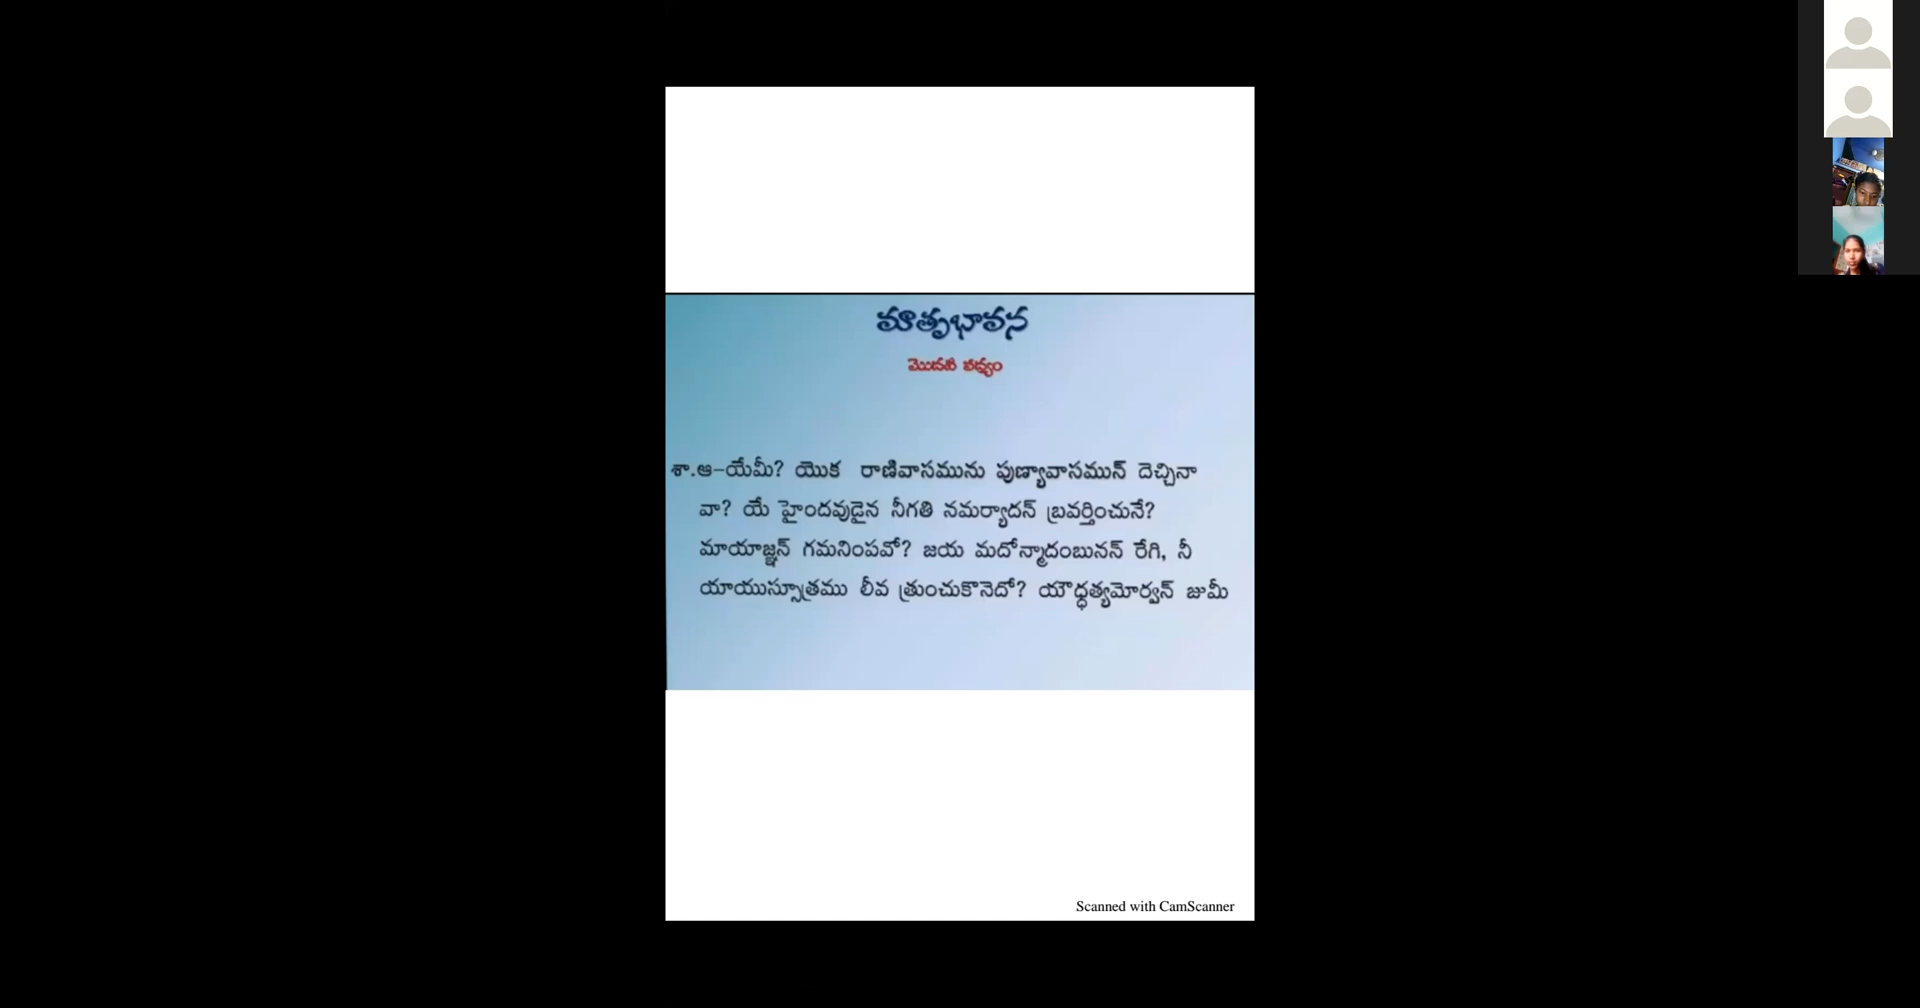 మాతృభావన
మొదటి పద్యం
శా.ఆ-యేమీ? యొక రాణివాసమును పుణ్యావాసమున్ దెచ్చినా
వా? యే హైందవుడైన నీగతి నమర్యాదన్ బ్రవర్తించునే?
మాయాజ్ఞన్ గమనింపవో? జయ మదోన్మాదంబునన్ రేగి, నీ
యాయుస్సూత్రము లీవ త్రుంచుకొనెదో? యౌద్ధత్యమోర్వన్ జుమీ
Scanned with CamScanner